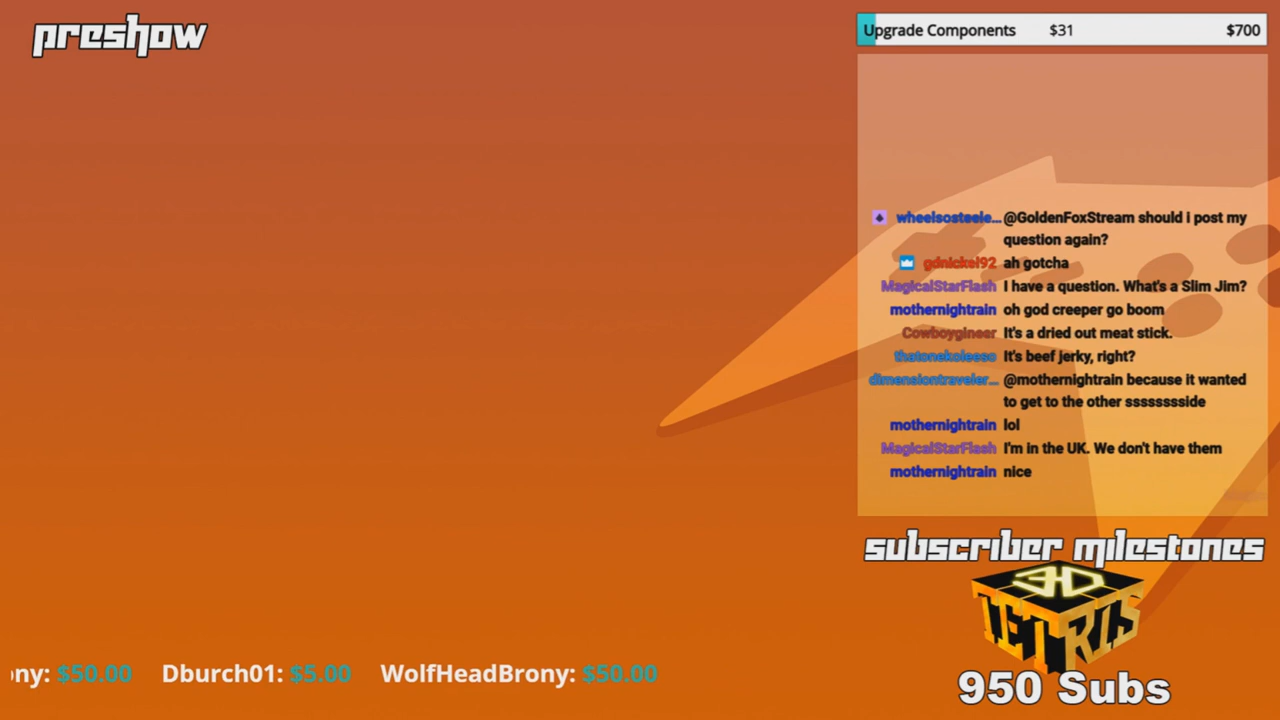 preshow
Upgrade Components $31 $700
wheelsosteele... @GoldenFoxStream should i post my
question again?
gdnickel92 ah gotcha
MagicalStarFlash I have a question. What's a Slim Jim?
mothernightrain oh god creeper go boom
Cowboygineer It's a dried out meat stick.
thatonekoleeso It's beef jerky, right?
dimensiontraveler... @mothernightrain because it wanted
to get to the other sssssssside
mothernightrain lol
MagicalStarFlash I'm in the UK. We don't have them
mothernightrain nice
subscriber milestones
3D
TETRIS
950 Subs
ny: $50.00 Dburch01: $5.00 WolfHeadBrony: $50.00